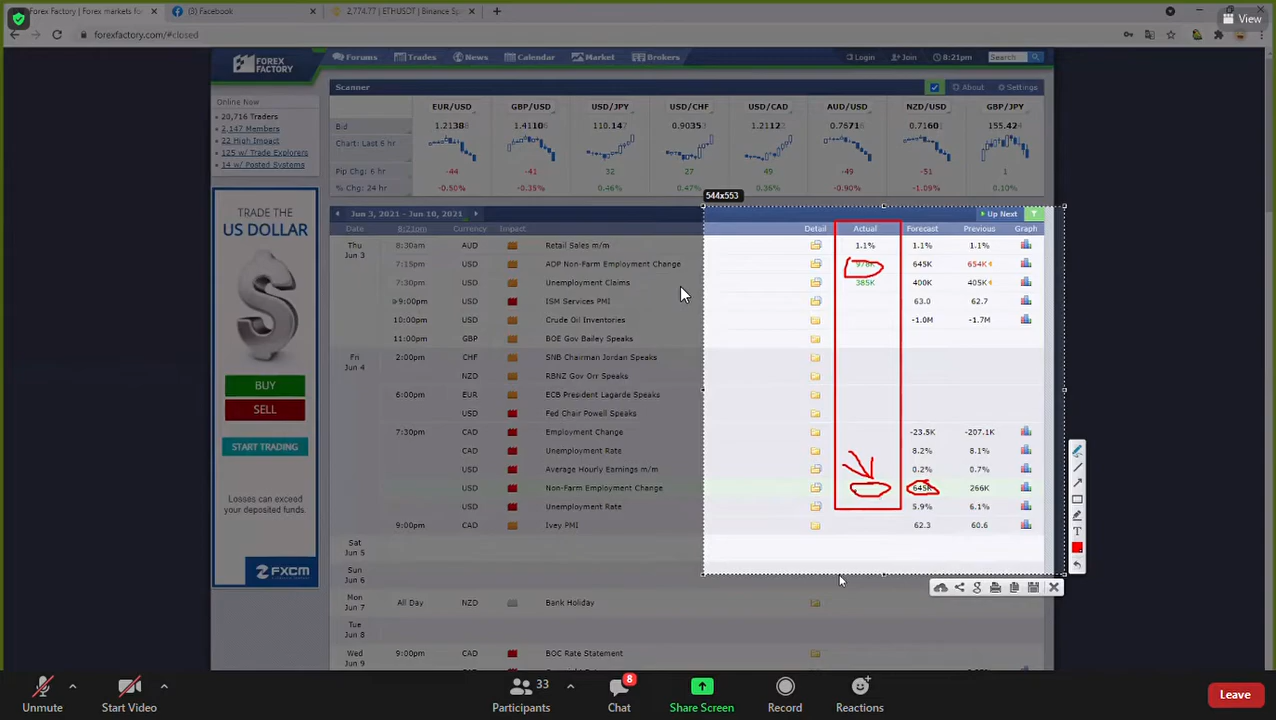 Forex Factory | Forex markets for
(3) Facebook
2,774.77 | ETHUSDT | Binance Sp
View
forexfactory.com/#closed
FOREX FACTORY
Forums Trades News Calendar Market Brokers Login Join 8:21pm Search
Online Now
20,716 Traders
2,147 Members
22 High Impact
125 w/ Trade Explorers
14 w/ Posted Systems
Scanner About Settings
EUR/USD GBP/USD USD/JPY USD/CHF USD/CAD AUD/USD NZD/USD GBP/JPY
Bid 1.21388 1.41108 110.147 0.90353 1.21123 0.76716 0.71601 155.424
Chart: Last 6 hr
Pip Chg: 6 hr -44 -41 32 27 49 -49 -51 1
% Chg: 24 hr -0.50% -0.35% 0.46% 0.47% 0.36% -0.90% -1.09% 0.10%
544x553
TRADE THE
US DOLLAR
BUY
SELL
START TRADING
Losses can exceed
your deposited funds.
FXCM
Jun 3, 2021 - Jun 10, 2021 Up Next
Date 8:21pm Currency Impact Detail Actual Forecast Previous Graph
Thu Jun 3 8:30am AUD Retail Sales m/m 1.1% 1.1% 1.1%
7:15pm USD ADP Non-Farm Employment Change 978K 645K 654K
USD Unemployment Claims 385K 400K 405K
9:00pm USD ISM Services PMI 63.0 62.7
10:00pm USD Crude Oil Inventories -1.0M -1.7M
11:00pm GBP BOE Gov Bailey Speaks
Fri Jun 4 2:00pm CHF SNB Chairman Jordan Speaks
NZD RBNZ Gov Orr Speaks
6:00pm EUR ECB President Lagarde Speaks
USD Fed Chair Powell Speaks
7:30pm CAD Employment Change -23.5K -207.1K
CAD Unemployment Rate 8.2% 8.1%
USD Average Hourly Earnings m/m 0.2% 0.7%
USD Non-Farm Employment Change 645K 266K
USD Unemployment Rate 5.9% 6.1%
9:00pm CAD Ivey PMI 62.3 60.6
Sat Jun 5
Sun Jun 6
Mon Jun 7 All Day NZD Bank Holiday
Tue Jun 8
Wed Jun 9 9:00pm CAD BOC Rate Statement
T
8
33
Unmute Start Video Participants Chat Share Screen Record Reactions Leave